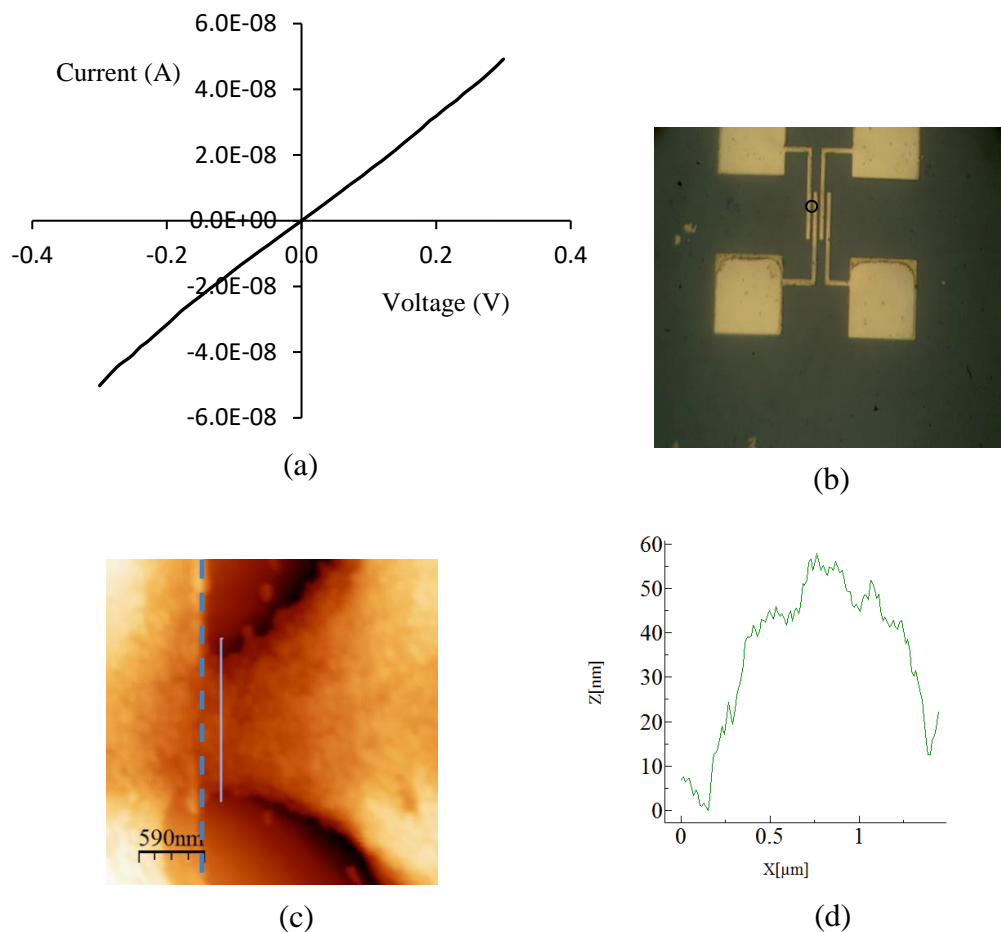 6.0E-08
Current (A)
4.0E-08
2.0E-08
0.0E+00
-0.4
-0.2
0.0
0.2
0.4
-2.0E-08
Voltage (V)
-4.0E-08
-6.0E-08
(a)
(b)
590nm
(c)
60
50
40
30
20
10
0
Z[nm]
0
0.5
1
X[µm]
(d)